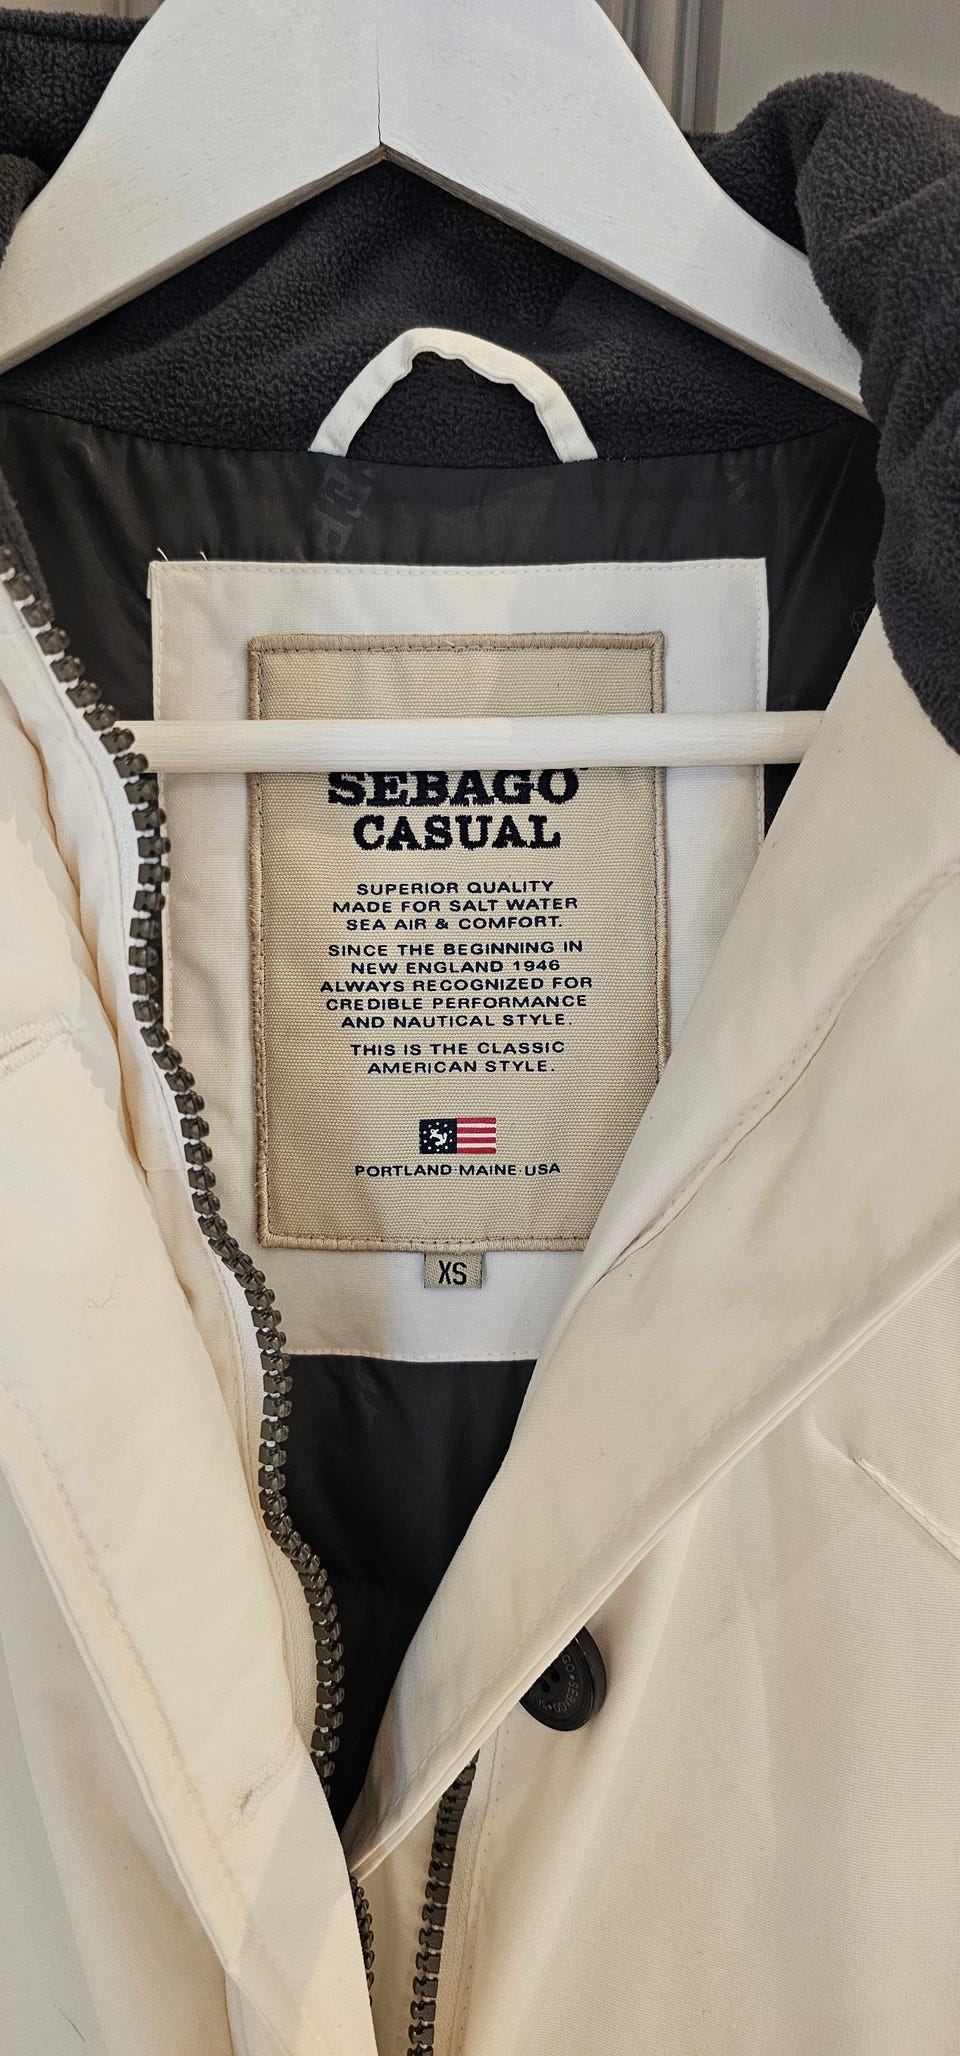 SEBAGO
CASUAL
SUPERIOR QUALITY
MADE FOR SALT WATER
SEA AIR & COMFORT.
SINCE THE BEGINNING IN
NEW ENGLAND 1946
ALWAYS RECOGNIZED FOR
CREDIBLE PERFORMANCE
AND NAUTICAL STYLE.
THIS IS THE CLASSIC
AMERICAN STYLE.
PORTLAND·MAINE·USA
XS
SEBAGO